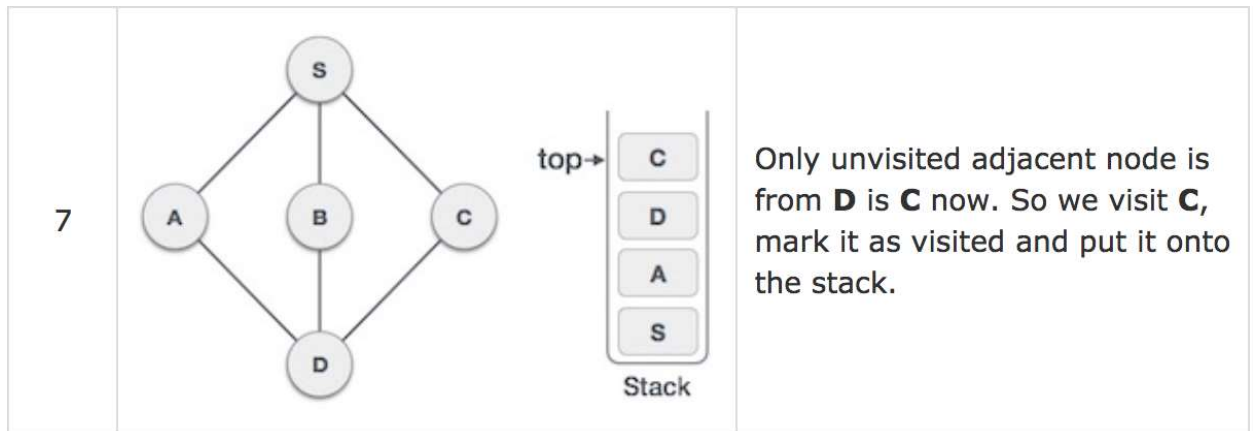 7
S
A
B
C
D
top→
C
D
A
S
Stack
Only unvisited adjacent node is
from D is C now. So we visit C,
mark it as visited and put it onto
the stack.